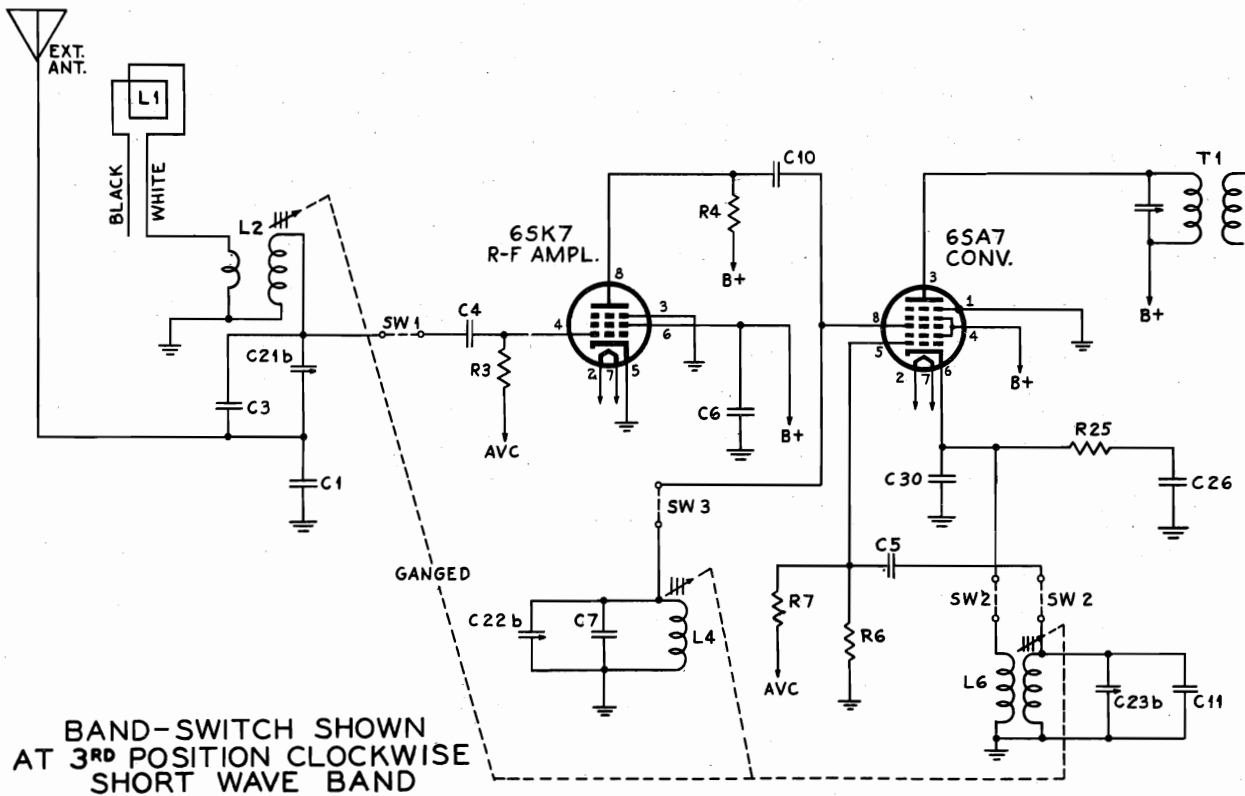 EXT.
ANT.
L1
BLACK
WHITE
L2
C21b
C3
C1
SW1
C4
R3
AVC
6SK7
R-F AMPL.
8
4
3
6
2
7
5
R4
B+
C10
C6
B+
6SA7
CONV.
3
8
5
1
4
2
7
6
B+
T1
B+
R25
C30
C26
SW 3
GANGED
C22b
C7
L4
C5
R7
R6
AVC
SW2
SW 2
L6
C23b
C11
BAND-SWITCH SHOWN
AT 3RD POSITION CLOCKWISE
SHORT WAVE BAND